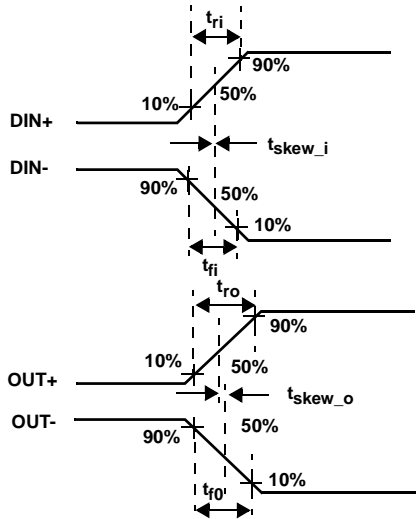 tri
90%
10%
50%
DIN+
tskew_i
DIN-
90%
50%
10%
tfi
tro
90%
10%
50%
OUT+
tskew_o
OUT-
90%
50%
10%
tf0